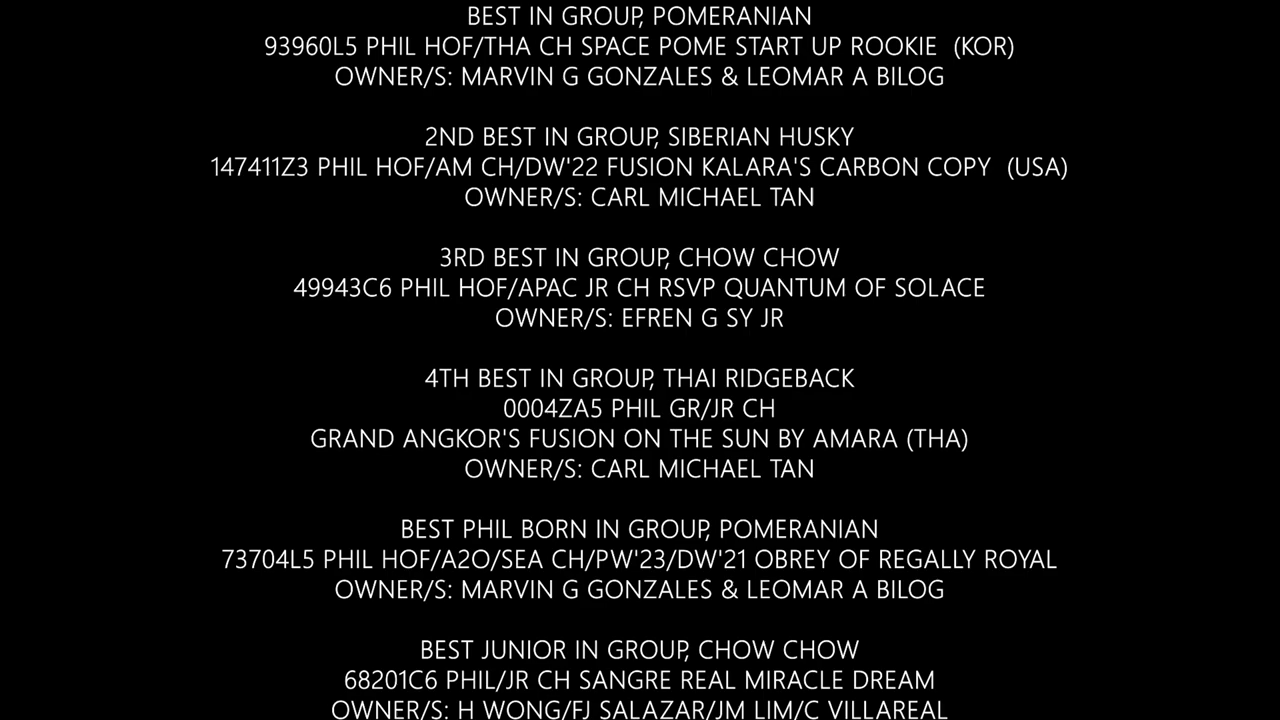 BEST IN GROUP, POMERANIAN
93960L5 PHIL HOF/THA CH SPACE POME START UP ROOKIE (KOR)
OWNER/S: MARVIN G GONZALES & LEOMAR A BILOG
2ND BEST IN GROUP, SIBERIAN HUSKY
147411Z3 PHIL HOF/AM CH/DW'22 FUSION KALARA'S CARBON COPY (USA)
OWNER/S: CARL MICHAEL TAN
3RD BEST IN GROUP, CHOW CHOW
49943C6 PHIL HOF/APAC JR CH RSVP QUANTUM OF SOLACE
OWNER/S: EFREN G SY JR
4TH BEST IN GROUP, THAI RIDGEBACK
0004ZA5 PHIL GR/JR CH
GRAND ANGKOR'S FUSION ON THE SUN BY AMARA (THA)
OWNER/S: CARL MICHAEL TAN
BEST PHIL BORN IN GROUP, POMERANIAN
73704L5 PHIL HOF/A2O/SEA CH/PW'23/DW'21 OBREY OF REGALLY ROYAL
OWNER/S: MARVIN G GONZALES & LEOMAR A BILOG
BEST JUNIOR IN GROUP, CHOW CHOW
68201C6 PHIL/JR CH SANGRE REAL MIRACLE DREAM
OWNER/S: H WONG/FJ SALAZAR/JM LIM/C VILLAREAL